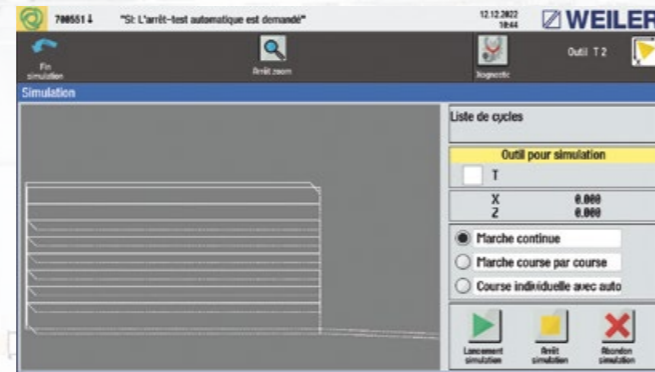 700551 ↓ "SI: L'arrêt-test automatique est demandé" 12.12.2022 WEILER
10:44
Fin
simulation
Arrêt zoom
Diagnostic
Outil T 2
Simulation
Liste de cycles
Outil pour simulation
T
X 0.000
Z 0.000
Marche continue
Marche course par course
Course individuelle avec auto
Lancement
simulation
Arrêt
simulation
Abandon
simulation